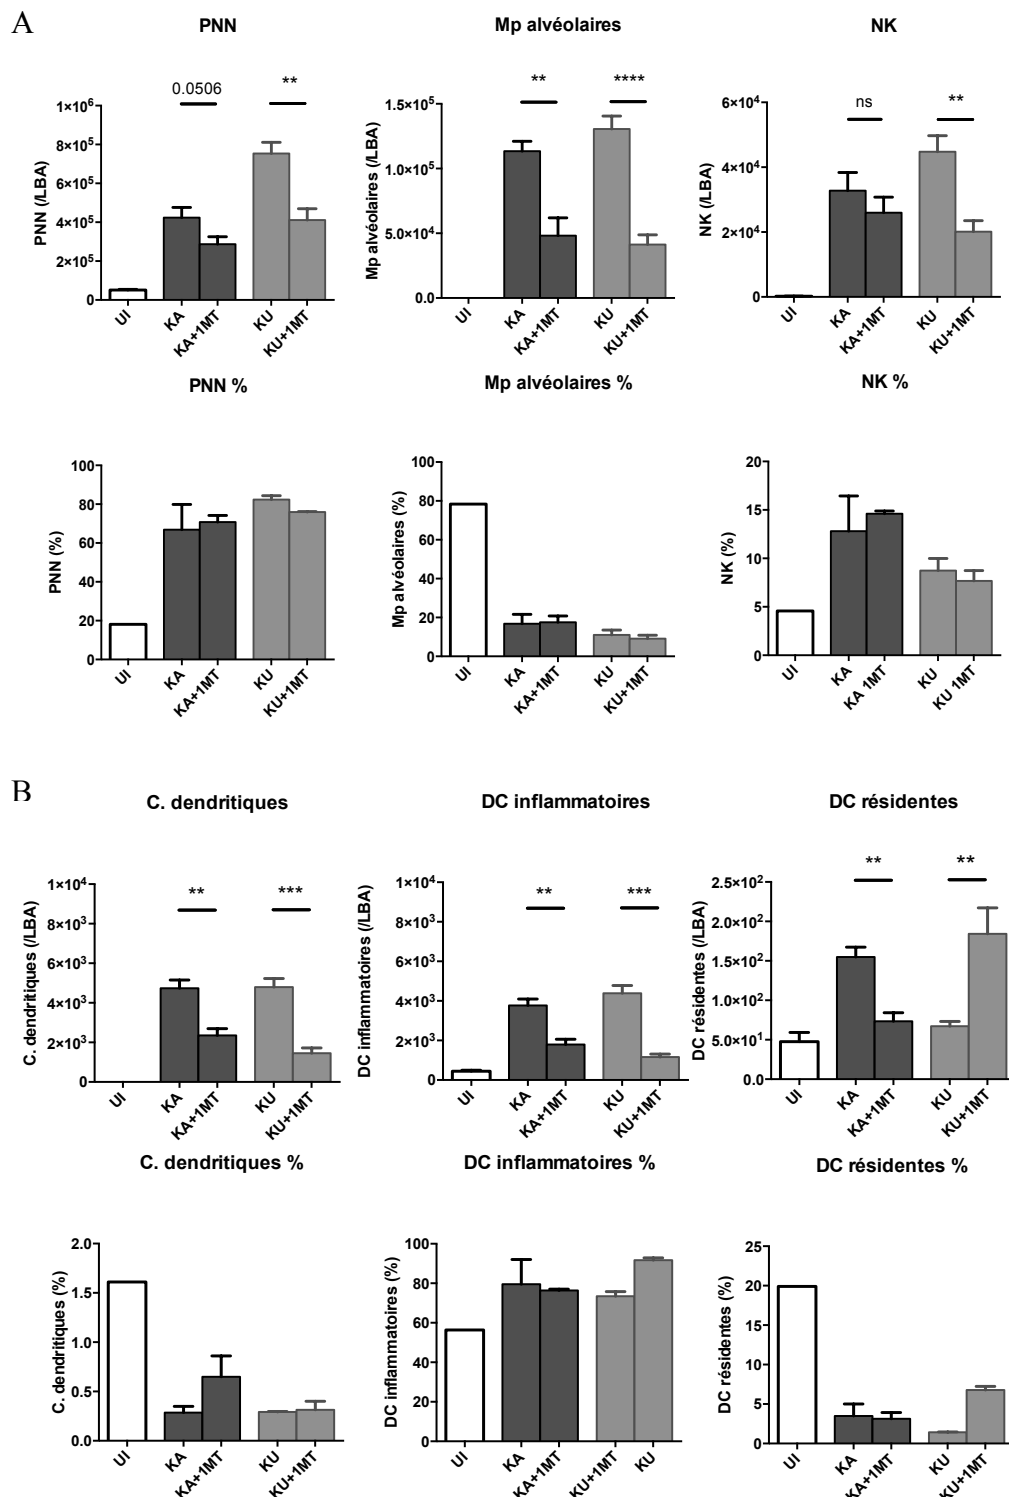 A
PNN
Mp alvéolaires
NK
0.0506
**
**
****
ns
**
PNN (/LBA)
1×10⁶
8×10⁵
6×10⁵
4×10⁵
2×10⁵
0
UI
KA
KA+1MT
KU
KU+1MT
Mp alvéolaires (/LBA)
1.5×10⁵
1.0×10⁵
5.0×10⁴
0.0
UI
KA
KA+1MT
KU
KU+1MT
NK (/LBA)
6×10⁴
4×10⁴
2×10⁴
0
UI
KA
KA+1MT
KU
KU+1MT
PNN %
Mp alvéolaires %
NK %
PNN (%)
100
80
60
40
20
0
UI
KA
KA+1MT
KU
KU+1MT
Mp alvéolaires (%)
100
80
60
40
20
0
UI
KA
KA+1MT
KU
KU+1MT
NK (%)
20
15
10
5
0
UI
KA
KA 1MT
KU
KU 1MT
B
C. dendritiques
DC inflammatoires
DC résidentes
**
***
**
***
**
**
C. dendritiques (/LBA)
1×10⁴
8×10³
6×10³
4×10³
2×10³
0
UI
KA
KA+1MT
KU
KU+1MT
DC inflammatoires (/LBA)
1×10⁴
8×10³
6×10³
4×10³
2×10³
0
UI
KA
KA+1MT
KU
KU+1MT
DC résidentes (/LBA)
2.5×10²
2.0×10²
1.5×10²
1.0×10²
5.0×10¹
0.0
UI
KA
KA+1MT
KU
KU+1MT
C. dendritiques %
DC inflammatoires %
DC résidentes %
C. dendritiques (%)
2.0
1.5
1.0
0.5
0.0
UI
KA
KA+1MT
KU
KU+1MT
DC inflammatoires (%)
100
80
60
40
20
0
UI
KA
KA+1MT
KU+1MT
KU
DC résidentes (%)
25
20
15
10
5
0
UI
KA
KA+1MT
KU
KU+1MT